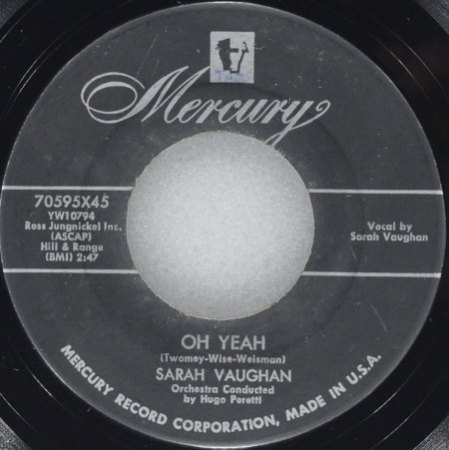 Mercury
70595X45
YW10794
Ross Jungnickel Inc.
(ASCAP)
Hill & Range
(BMI) 2:47
Vocal by
Sarah Vaughan
OH YEAH
(Twomey-Wise-Weisman)
SARAH VAUGHAN
Orchestra Conducted
by Hugo Peretti
MERCURY RECORD CORPORATION, MADE IN U.S.A.